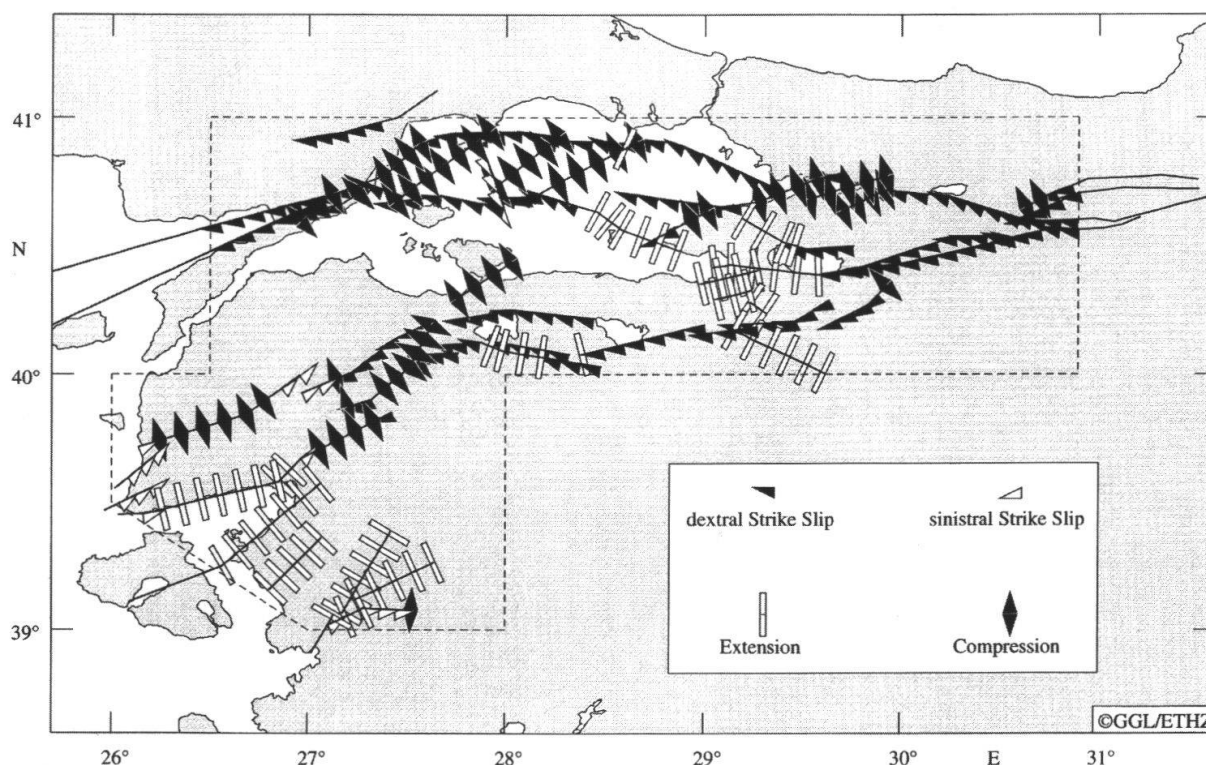 41°
N
40°
39°
dextral Strike Slip
sinistral Strike Slip
Extension
Compression
©GGL/ETHZ
26°
27°
28°
29°
30°
E
31°